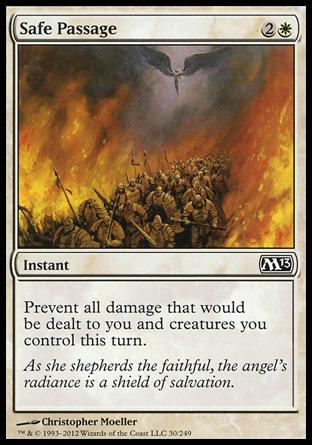 Safe Passage 2
Instant M13
Prevent all damage that would
be dealt to you and creatures you
control this turn.
As she shepherds the faithful, the angel's
radiance is a shield of salvation.
Christopher Moeller
™ & © 1993–2012 Wizards of the Coast LLC 30/249